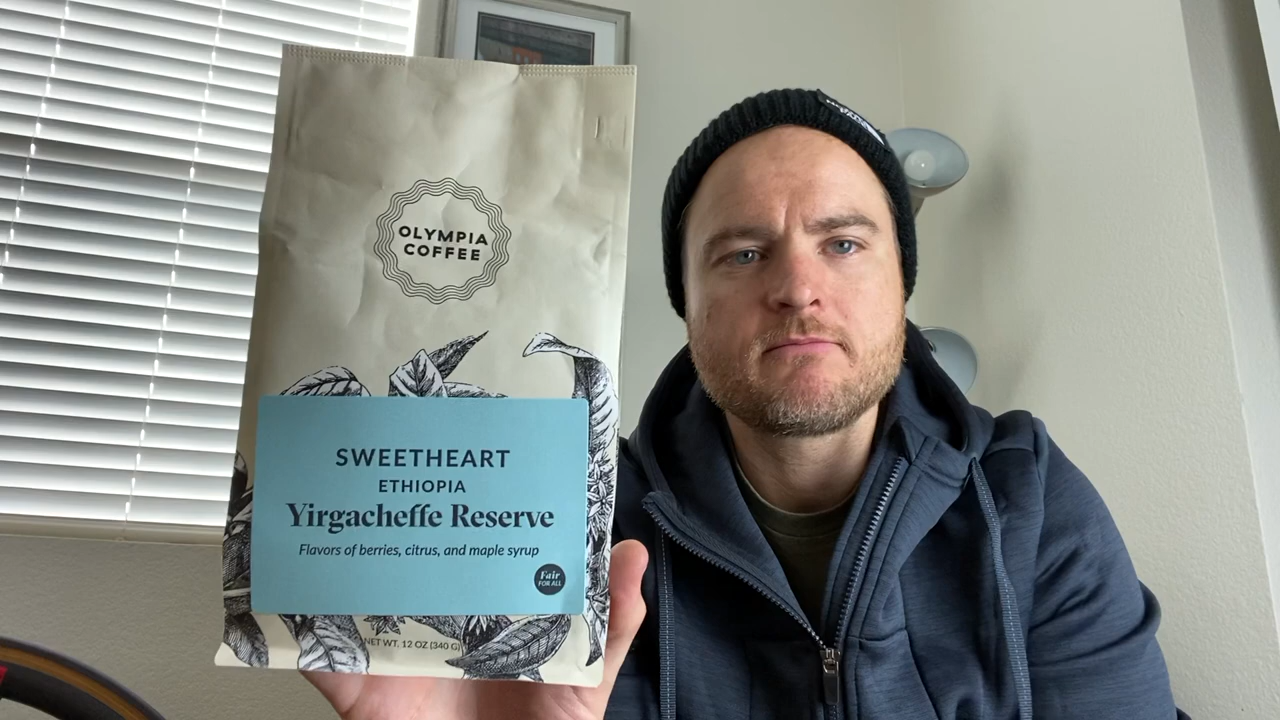 OLYMPIA
COFFEE
SWEETHEART
ETHIOPIA
Yirgacheffe Reserve
Flavors of berries, citrus, and maple syrup
Fair
FOR ALL
NET WT. 12 OZ (340 G)